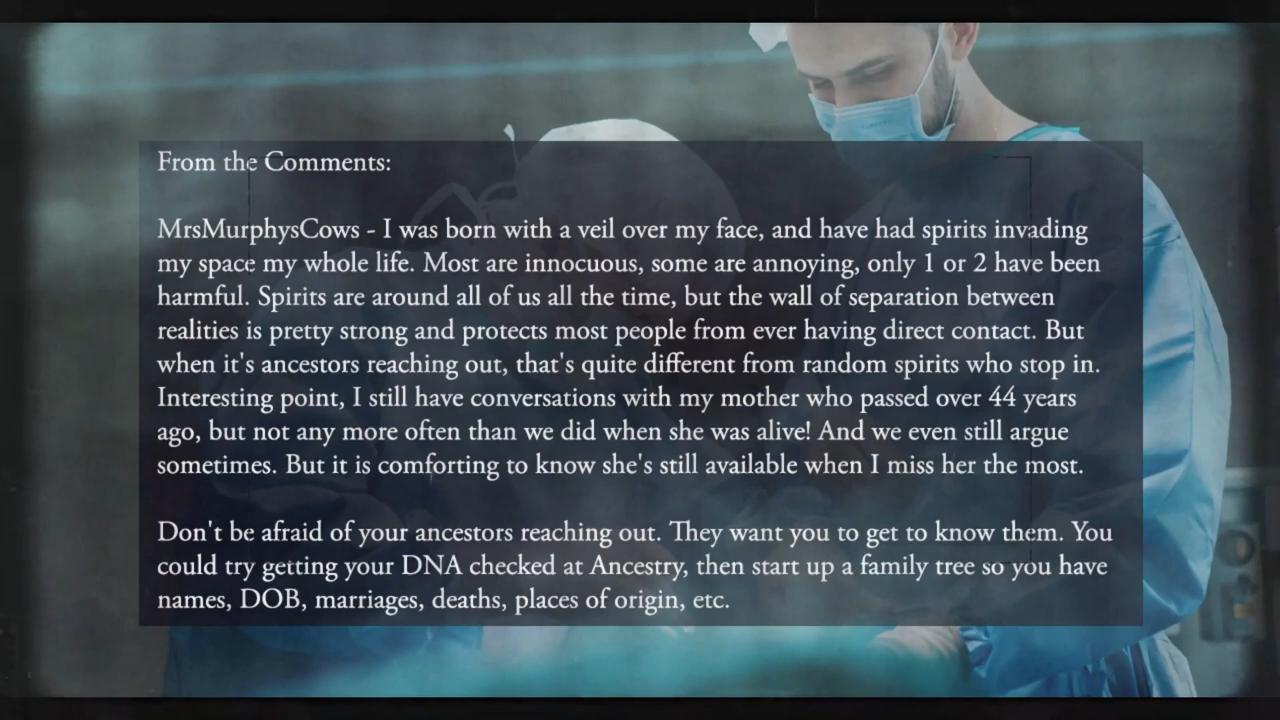 From the Comments:
MrsMurphysCows - I was born with a veil over my face, and have had spirits invading
my space my whole life. Most are innocuous, some are annoying, only 1 or 2 have been
harmful. Spirits are around all of us all the time, but the wall of separation between
realities is pretty strong and protects most people from ever having direct contact. But
when it's ancestors reaching out, that's quite different from random spirits who stop in.
Interesting point, I still have conversations with my mother who passed over 44 years
ago, but not any more often than we did when she was alive! And we even still argue
sometimes. But it is comforting to know she's still available when I miss her the most.
Don't be afraid of your ancestors reaching out. They want you to get to know them. You
could try getting your DNA checked at Ancestry, then start up a family tree so you have
names, DOB, marriages, deaths, places of origin, etc.